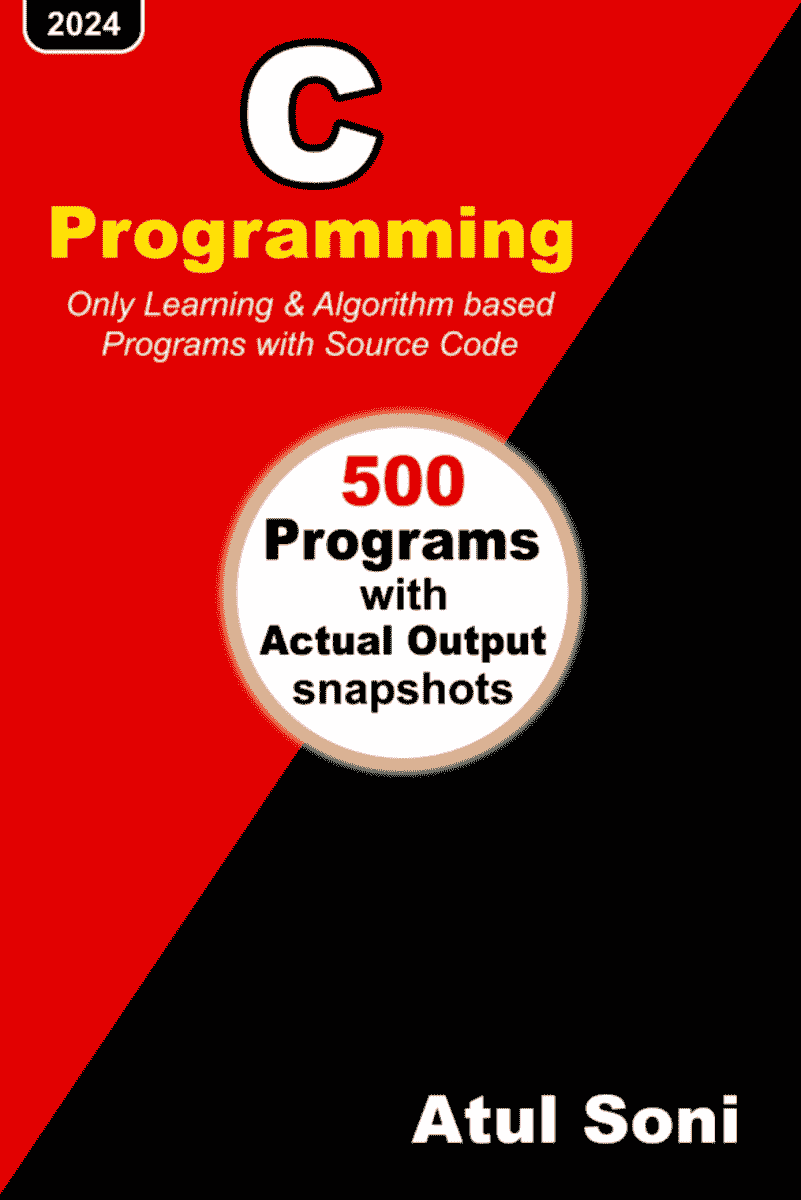 2024
C
Programming
Only Learning & Algorithm based
Programs with Source Code
500
Programs
with
Actual Output
snapshots
Atul Soni